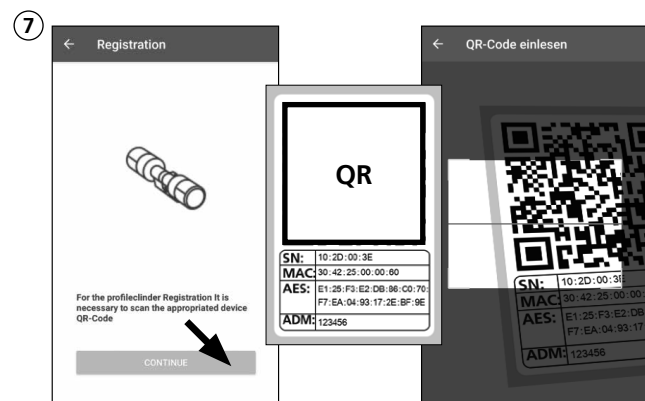 7
← Registration
For the profileclinder Registration It is
necessary to scan the appropriated device
QR-Code
CONTINUE
QR
SN: 10:2D:00:3E
MAC: 30:42:25:00:00:60
AES: E1:25:F3:E2:DB:86:C0:70:
F7:EA:04:93:17:2E:BF:9E
ADM: 123456
← QR-Code einlesen
SN: 10:2D:00:3E
MAC: 30:42:25:00:00:
AES: E1:25:F3:E2:DB
F7:EA:04:93:17
ADM: 123456